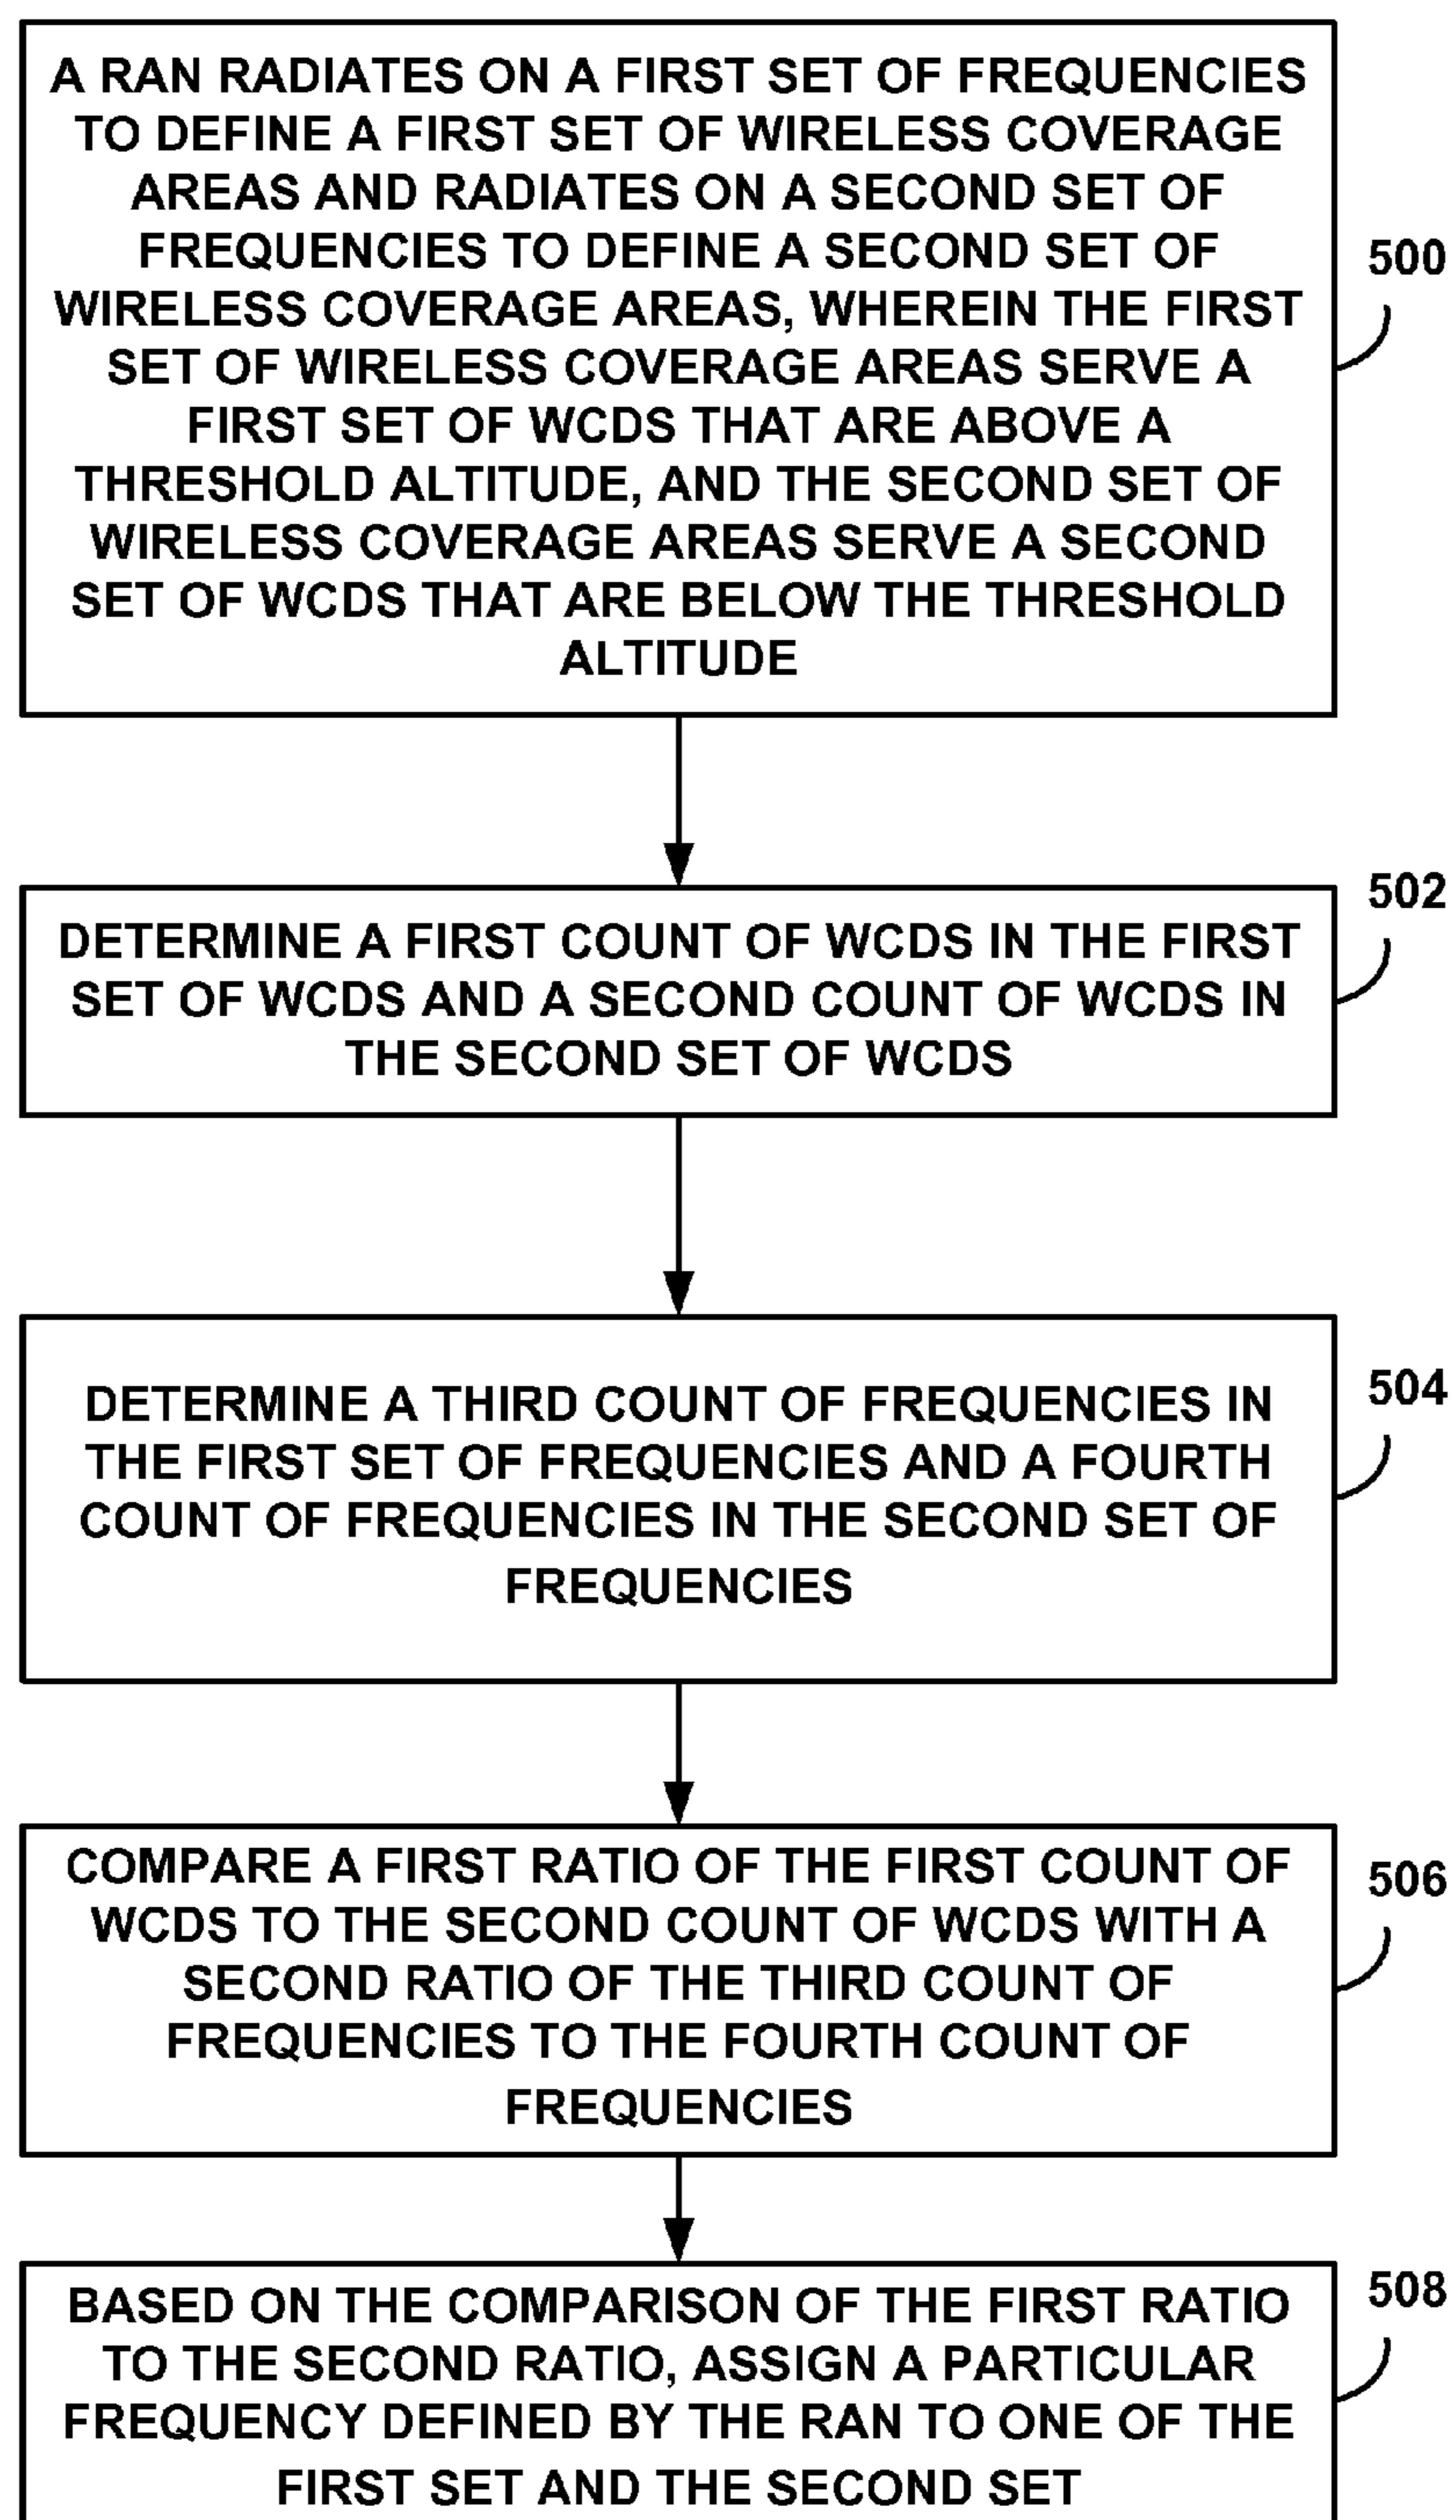 A RAN RADIATES ON A FIRST SET OF FREQUENCIES
TO DEFINE A FIRST SET OF WIRELESS COVERAGE
AREAS AND RADIATES ON A SECOND SET OF
FREQUENCIES TO DEFINE A SECOND SET OF
WIRELESS COVERAGE AREAS, WHEREIN THE FIRST
SET OF WIRELESS COVERAGE AREAS SERVE A
FIRST SET OF WCDS THAT ARE ABOVE A
THRESHOLD ALTITUDE, AND THE SECOND SET OF
WIRELESS COVERAGE AREAS SERVE A SECOND
SET OF WCDS THAT ARE BELOW THE THRESHOLD
ALTITUDE
500
DETERMINE A FIRST COUNT OF WCDS IN THE FIRST
SET OF WCDS AND A SECOND COUNT OF WCDS IN
THE SECOND SET OF WCDS
502
DETERMINE A THIRD COUNT OF FREQUENCIES IN
THE FIRST SET OF FREQUENCIES AND A FOURTH
COUNT OF FREQUENCIES IN THE SECOND SET OF
FREQUENCIES
504
COMPARE A FIRST RATIO OF THE FIRST COUNT OF
WCDS TO THE SECOND COUNT OF WCDS WITH A
SECOND RATIO OF THE THIRD COUNT OF
FREQUENCIES TO THE FOURTH COUNT OF
FREQUENCIES
506
BASED ON THE COMPARISON OF THE FIRST RATIO
TO THE SECOND RATIO, ASSIGN A PARTICULAR
FREQUENCY DEFINED BY THE RAN TO ONE OF THE
FIRST SET AND THE SECOND SET
508